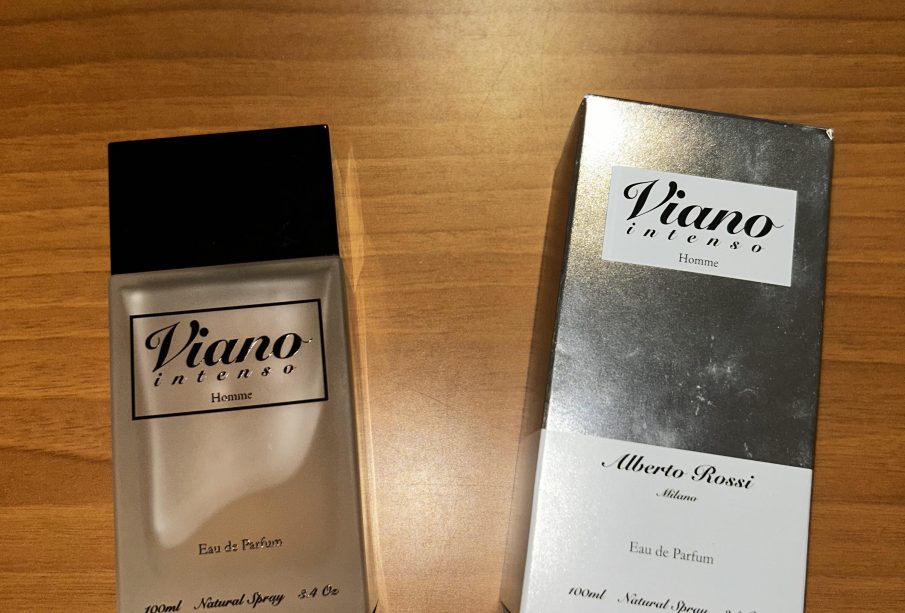 Viano
intenso
Homme
Eau de Parfum
100ml Natural Spray 3.4 Oz
Viano
intenso
Homme
Alberto Rossi
Milano
Eau de Parfum
100ml Natural Spray